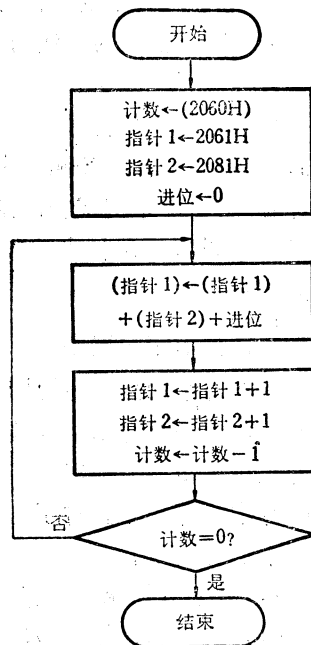 开始
计数←(2060H)
指针1←2061H
指针2←2081H
进位←0
(指针1)←(指针1)
+(指针2)+进位
指针1←指针1+1
指针2←指针2+1
计数←计数-1
计数=0?
否
是
结束